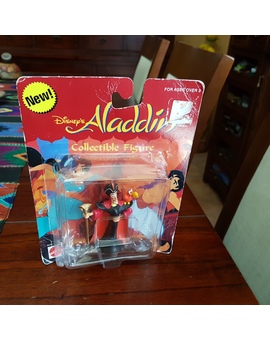 FOR AGES OVER 3
New!
Disney's
Aladdin
Collectible Figure